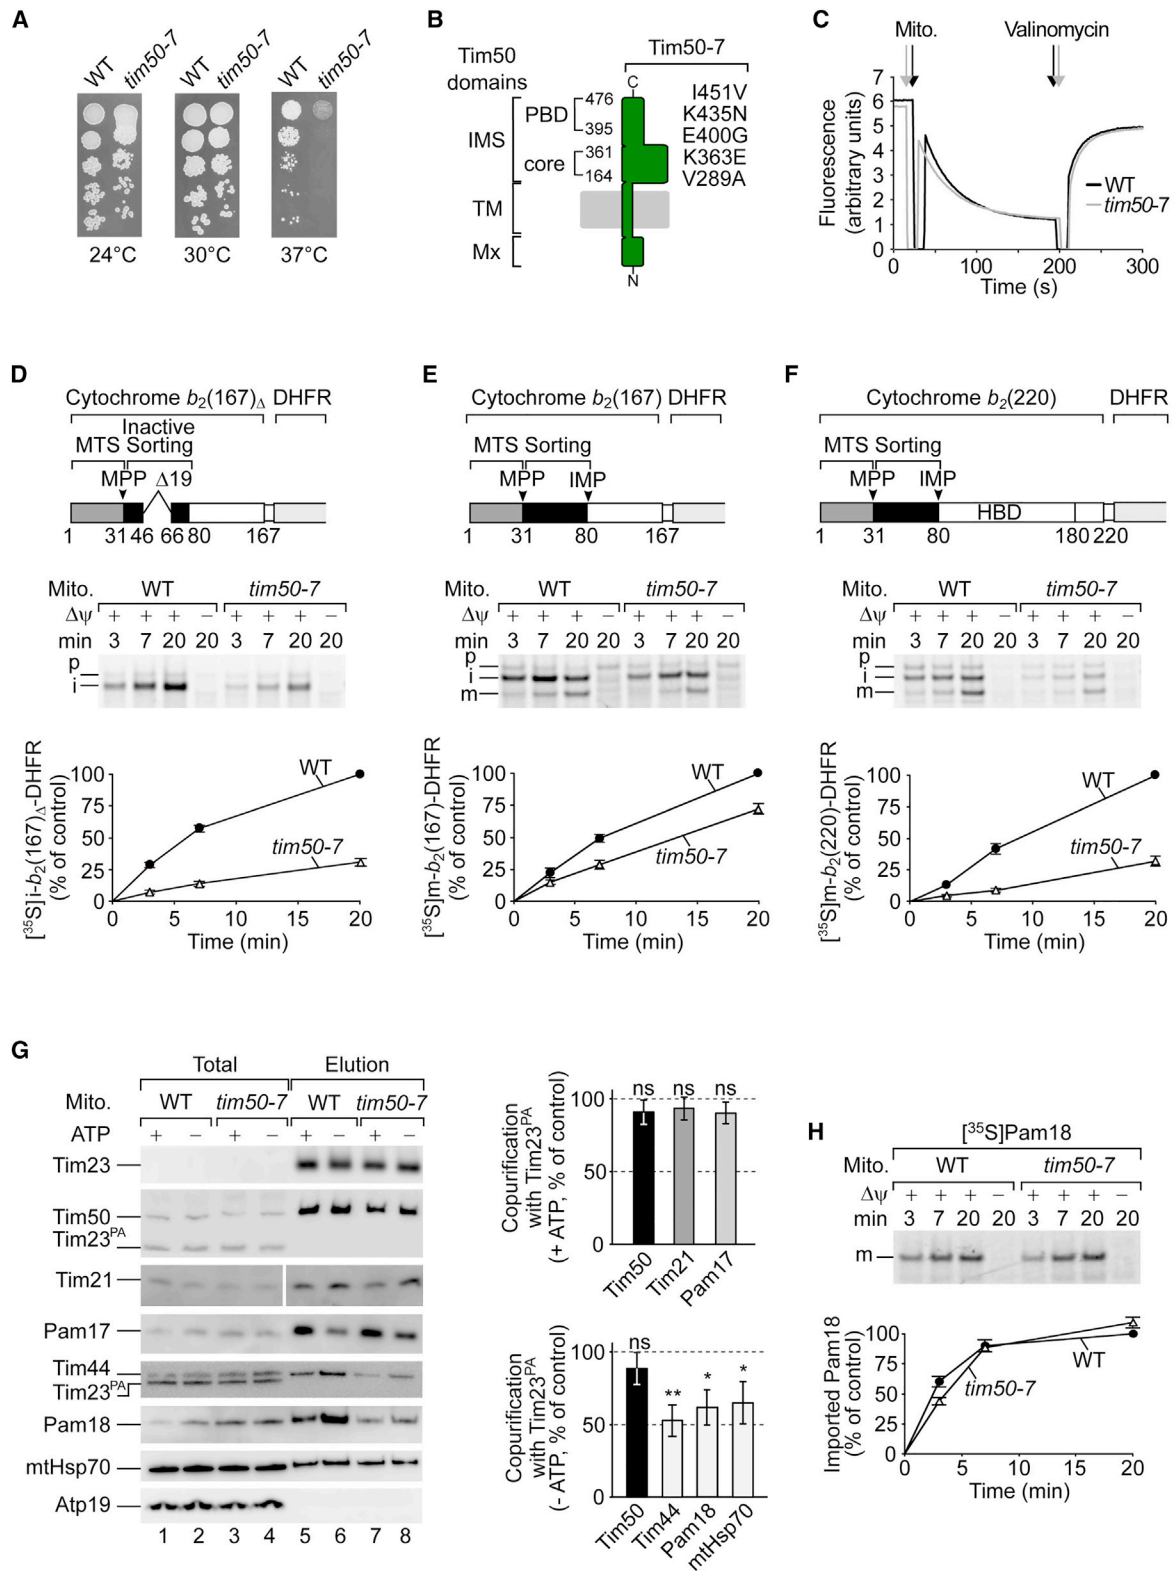 A
WT
tim50-7
WT
tim50-7
WT
tim50-7
24°C
30°C
37°C
B
Tim50 domains
Tim50-7
C
IMS
PBD
476
395
core
361
164
TM
Mx
N
I451V
K435N
E400G
K363E
V289A
C
Mito.
Valinomycin
Fluorescence (arbitrary units)
7
6
5
4
3
2
1
0
WT
tim50-7
0 100 200 300
Time (s)
D
Cytochrome b2(167)Δ DHFR
Inactive
MTS Sorting
MPP Δ19
1 31 46 66 80 167
Mito. WT tim50-7
Δψ + + + − + + + −
min 3 7 20 20 3 7 20 20
p
i
[35S]i-b2(167)Δ-DHFR (% of control)
100
75
50
25
0
WT
tim50-7
0 5 10 15 20
Time (min)
E
Cytochrome b2(167) DHFR
MTS Sorting
MPP IMP
1 31 80 167
Mito. WT tim50-7
Δψ + + + − + + + −
min 3 7 20 20 3 7 20 20
p
i
m
[35S]m-b2(167)-DHFR (% of control)
100
75
50
25
0
WT
tim50-7
0 5 10 15 20
Time (min)
F
Cytochrome b2(220) DHFR
MTS Sorting
MPP IMP
HBD
1 31 80 180 220
Mito. WT tim50-7
Δψ + + + − + + + −
min 3 7 20 20 3 7 20 20
p
i
m
[35S]m-b2(220)-DHFR (% of control)
100
75
50
25
0
WT
tim50-7
0 5 10 15 20
Time (min)
G
Total Elution
Mito. WT tim50-7 WT tim50-7
ATP + − + − + − + −
Tim23
Tim50
Tim23PA
Tim21
Pam17
Tim44
Tim23PA
Pam18
mtHsp70
Atp19
1 2 3 4 5 6 7 8
Copurification with Tim23PA (+ ATP, % of control)
100
50
0
ns ns ns
Tim50
Tim21
Pam17
Copurification with Tim23PA (- ATP, % of control)
100
50
0
ns ** * *
Tim50
Tim44
Pam18
mtHsp70
H
[35S]Pam18
Mito. WT tim50-7
Δψ + + + − + + + −
min 3 7 20 20 3 7 20 20
m
Imported Pam18 (% of control)
100
75
50
25
0
WT
tim50-7
0 5 10 15 20
Time (min)